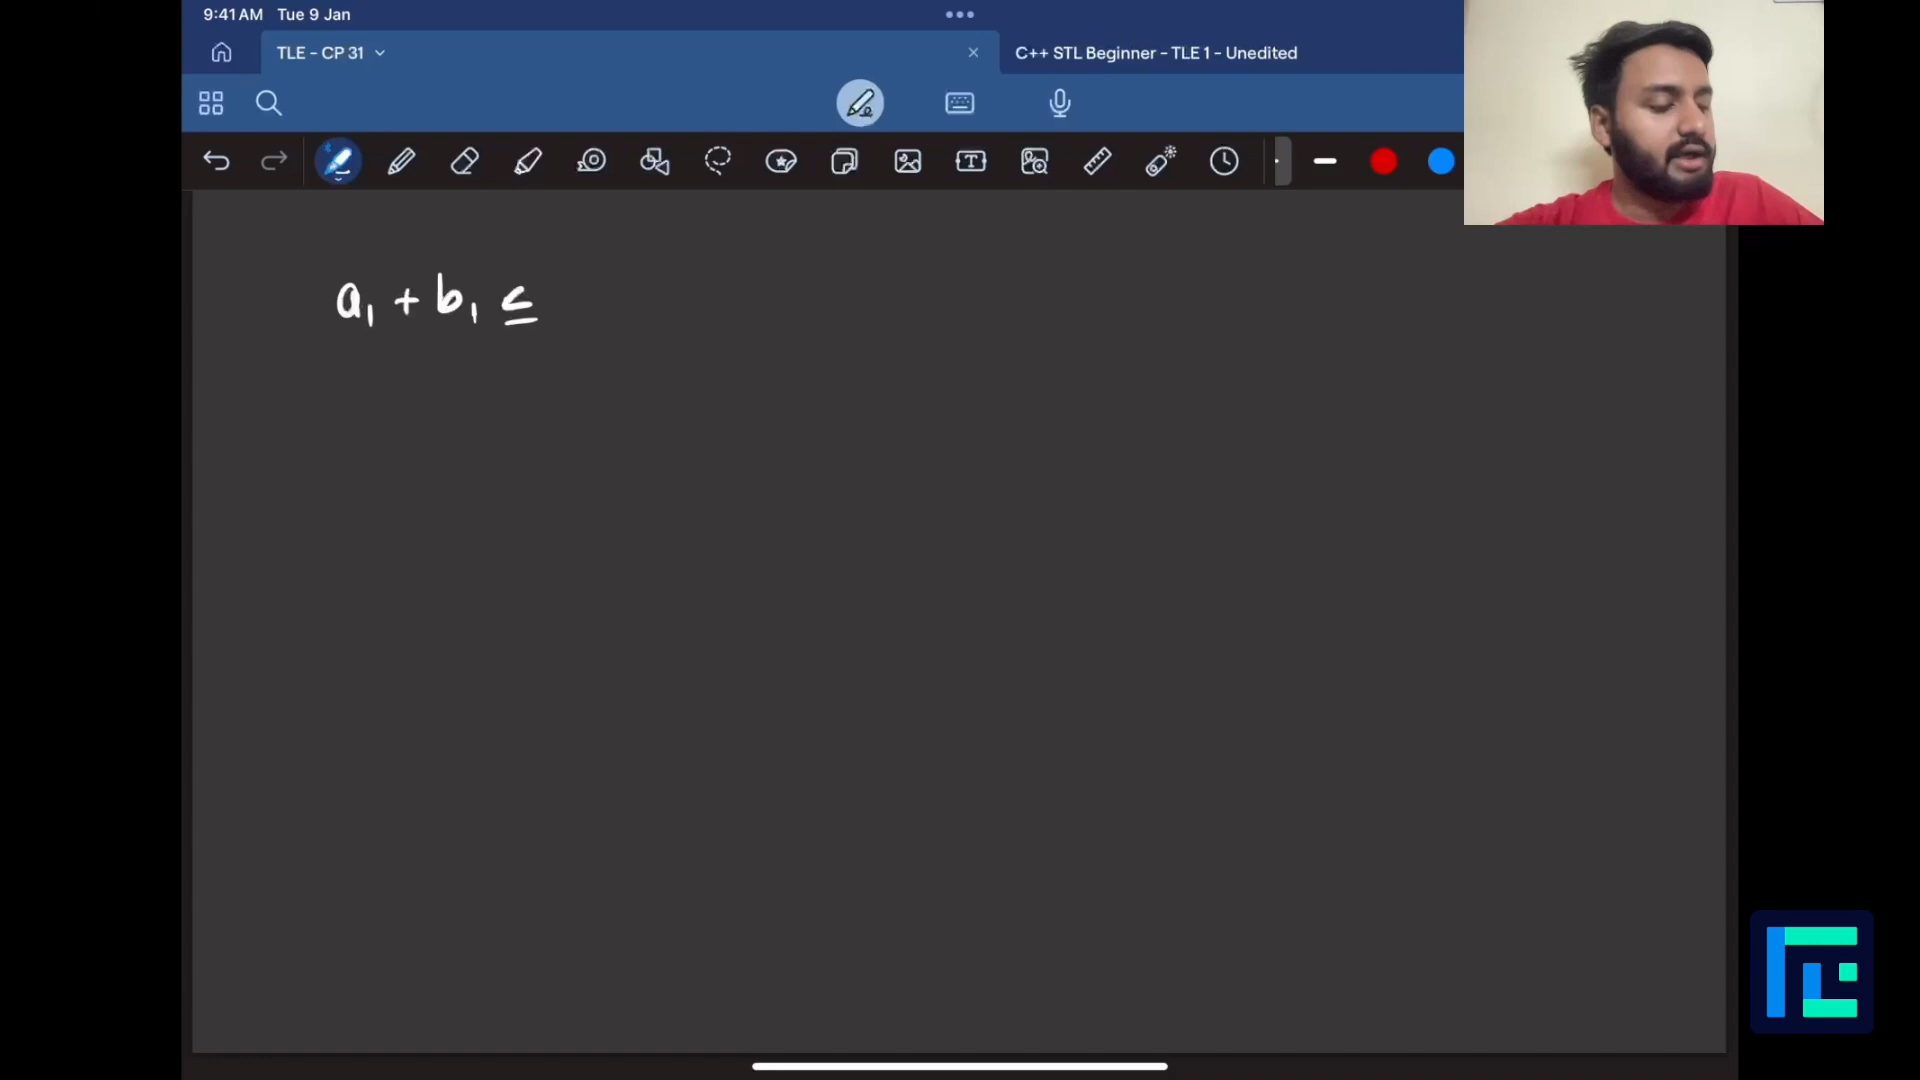 9:41 AM Tue 9 Jan
TLE - CP 31
C++ STL Beginner - TLE 1 - Unedited
a₁ + b₁ ≤